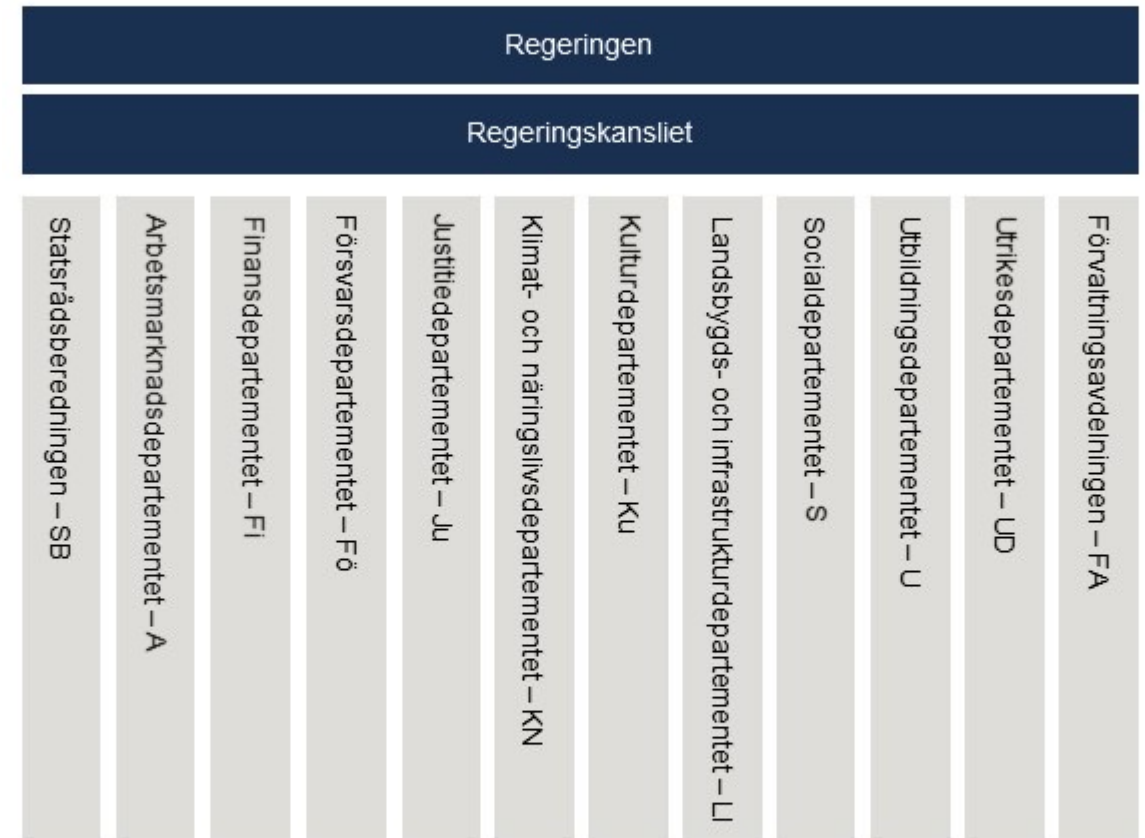 Regeringen
Regeringskansliet
Statsrådsberedningen – SB
Arbetsmarknadsdepartementet – A
Finansdepartementet – Fi
Försvarsdepartementet – Fö
Justitiedepartementet – Ju
Klimat- och näringslivsdepartementet – KN
Kulturdepartementet – Ku
Landsbygds- och infrastrukturdepartementet – LI
Socialdepartementet – S
Utbildningsdepartementet – U
Utrikesdepartementet – UD
Förvaltningsavdelningen – FA